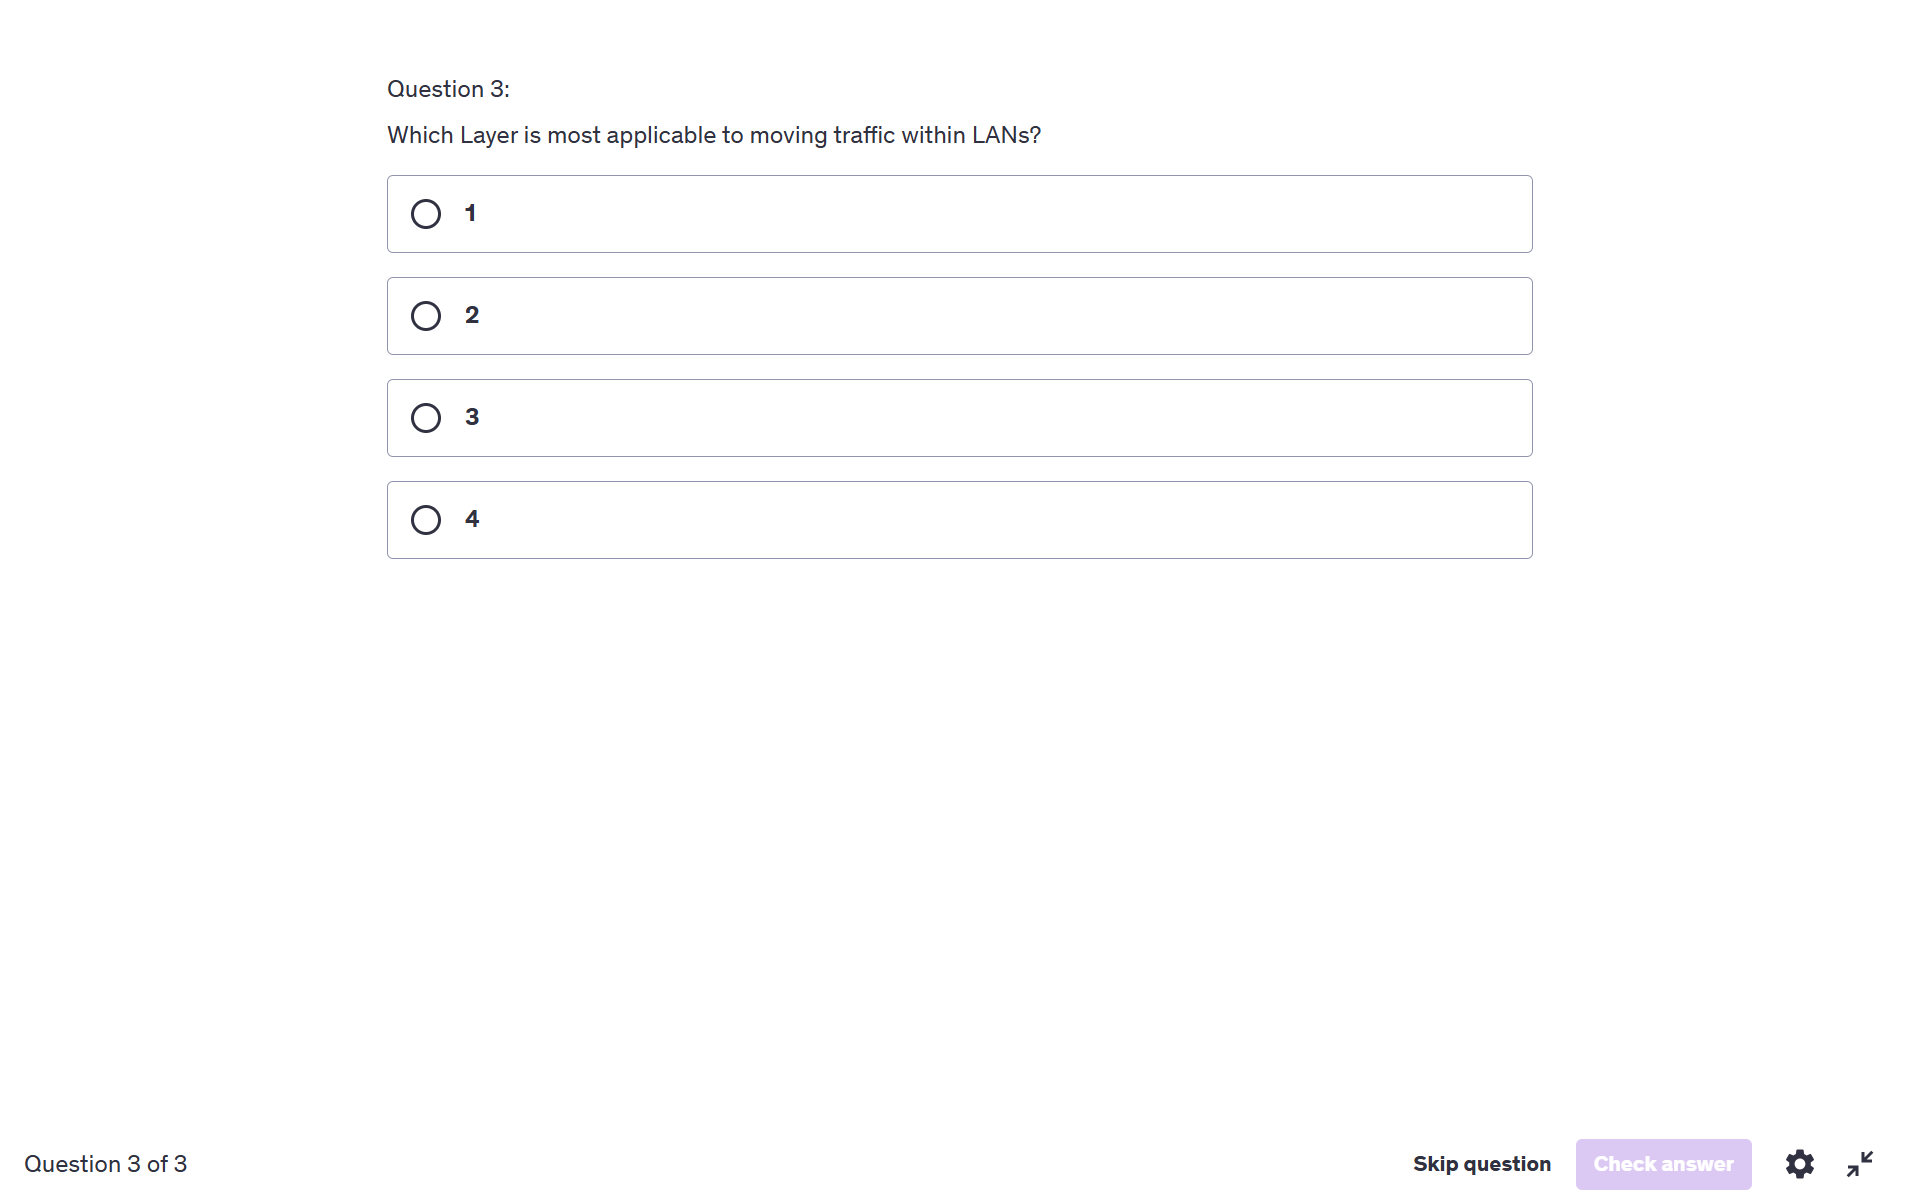 Question 3:
Which Layer is most applicable to moving traffic within LANs?
1
2
3
4
Question 3 of 3
Skip question
Check answer